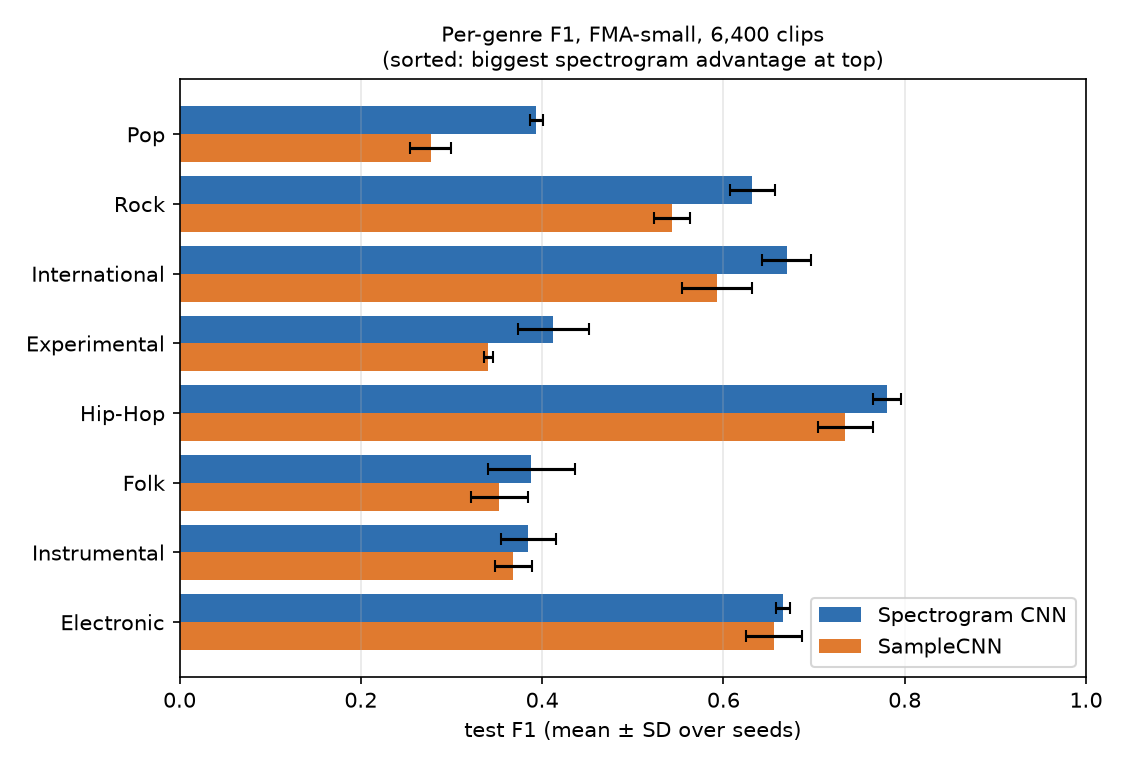 Per-genre F1, FMA-small, 6,400 clips
(sorted: biggest spectrogram advantage at top)
Pop
Rock
International
Experimental
Hip-Hop
Folk
Instrumental
Electronic
Spectrogram CNN
SampleCNN
0.0 0.2 0.4 0.6 0.8 1.0
test F1 (mean ± SD over seeds)